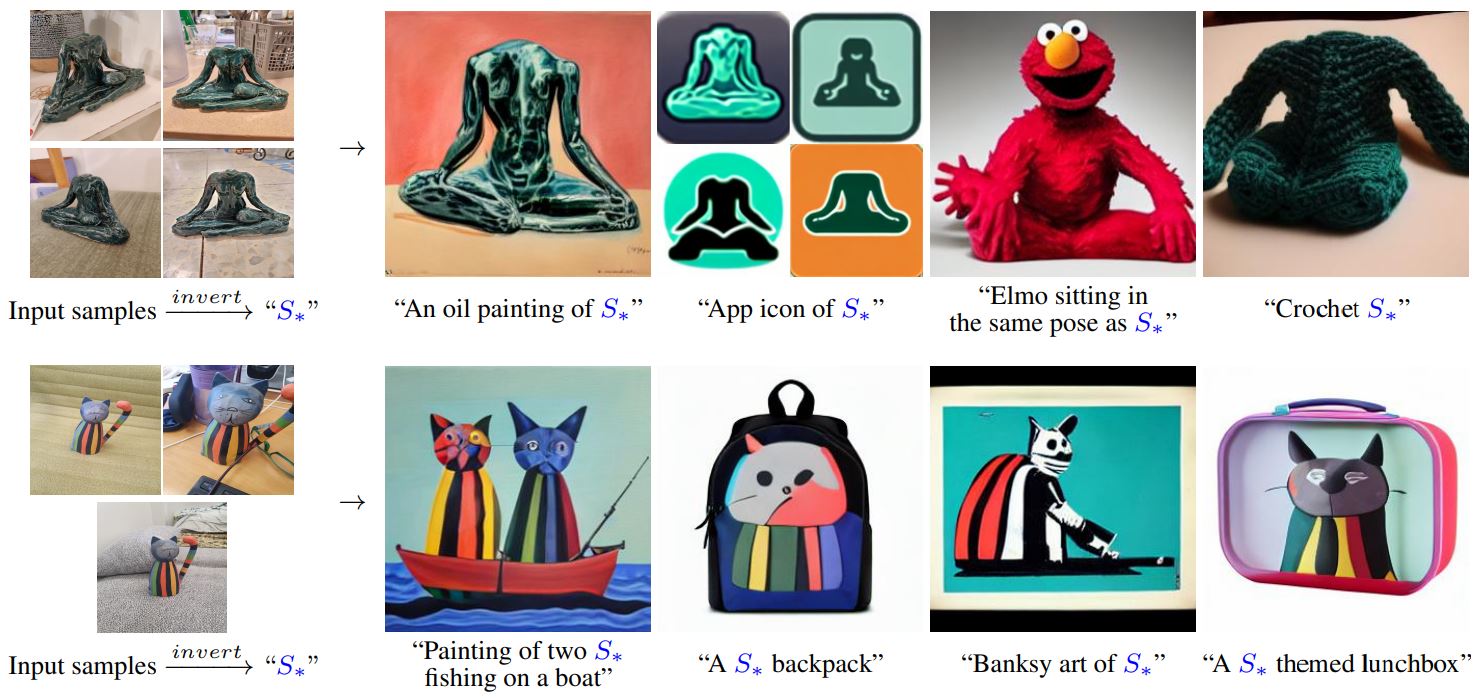 Input samples invert “S*”
“An oil painting of S*”
“App icon of S*”
“Elmo sitting in
the same pose as S*”
“Crochet S*”
Input samples invert “S*”
“Painting of two S*
fishing on a boat”
“A S* backpack”
“Banksy art of S*”
“A S* themed lunchbox”